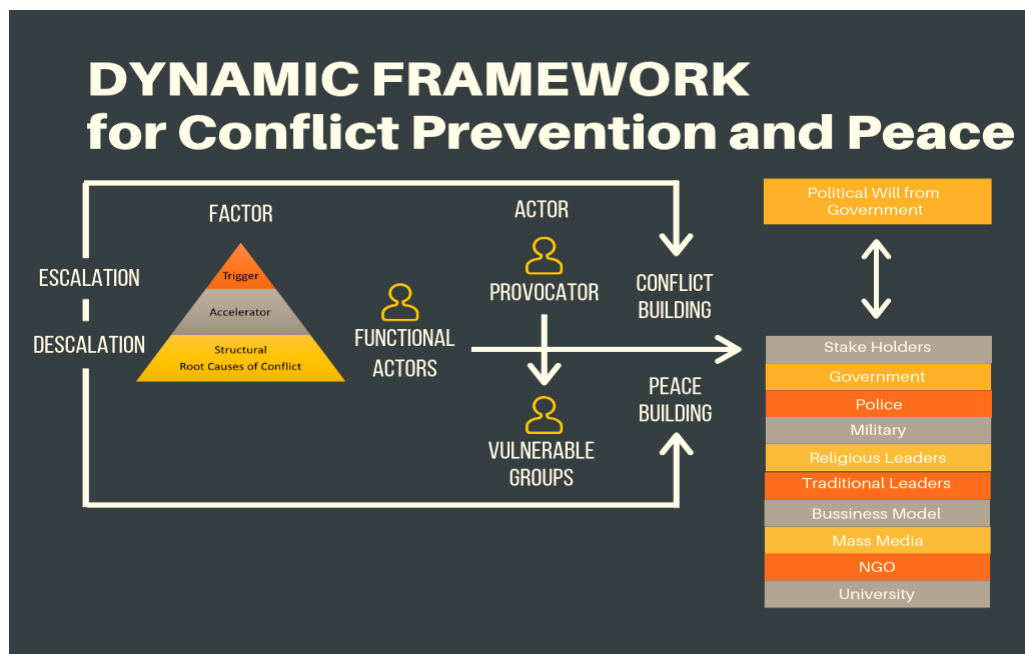 DYNAMIC FRAMEWORK
for Conflict Prevention and Peace
FACTOR
ACTOR
ESCALATION
DESCALATION
Trigger
Accelerator
Structural
Root Causes of Conflict
FUNCTIONAL
ACTORS
PROVOCATOR
VULNERABLE
GROUPS
CONFLICT
BUILDING
PEACE
BUILDING
Political Will from
Government
Stake Holders
Government
Police
Military
Religious Leaders
Traditional Leaders
Bussiness Model
Mass Media
NGO
University